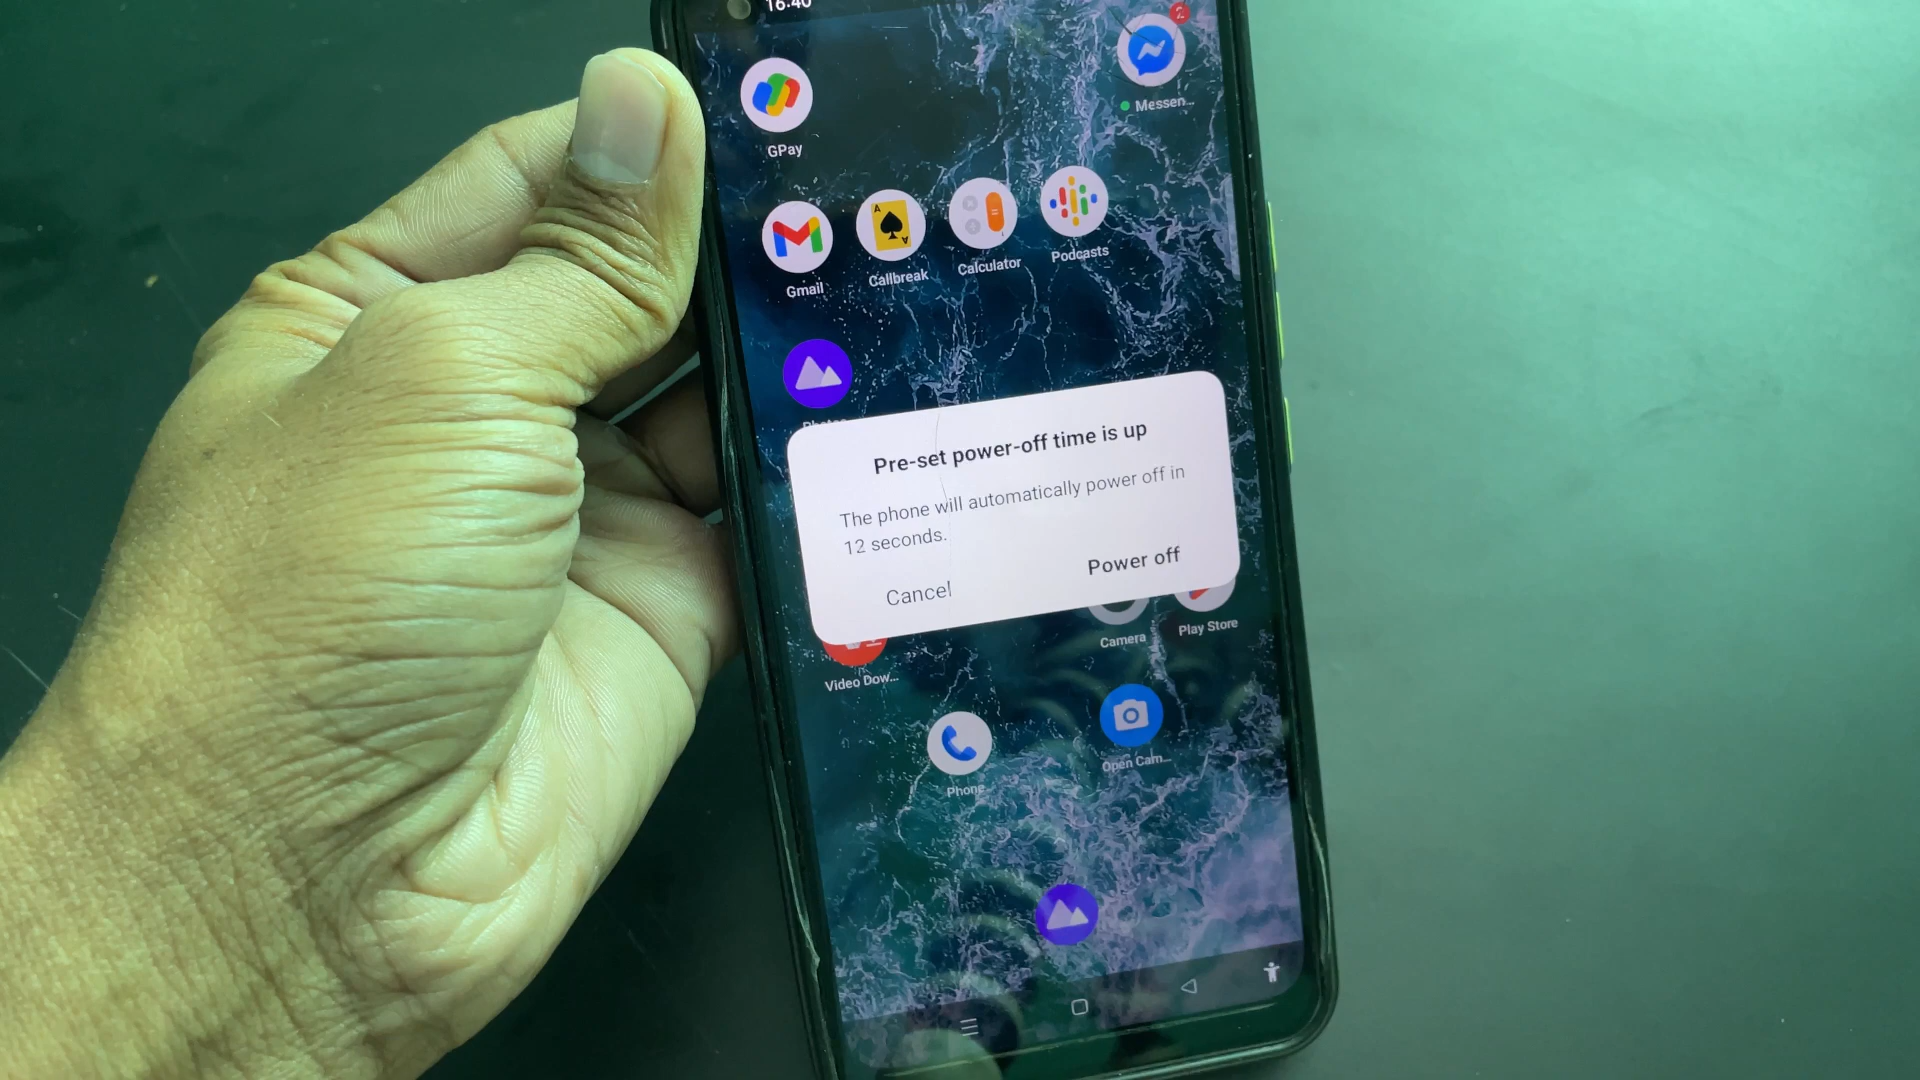 16:40
2
Messen...
GPay
Gmail
Callbreak
Calculator
Podcasts
Pre-set power-off time is up
The phone will automatically power off in
12 seconds.
Cancel
Power off
Camera
Play Store
Video Dow...
Phone
Open Cam...